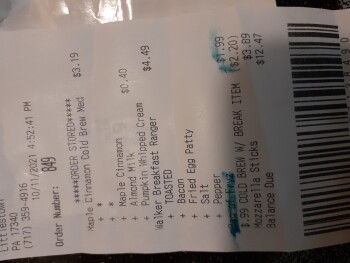 PA 17340
(717) 359-4916
10/11/2021 4:52:41 PM
Order Number: 849
*****ORDER STORED*****
Maple Cinnamon Cold Brew Med $3.19
+ *
+ *
+ Maple Cinnamon
+ Almond Milk $0.40
+ Pumpkin Whipped Cream
Walker Breakfast Ranger $4.49
+ TOASTED
+ Bacon
+ Fried Egg Patty
+ Salt
+ Pepper
$1.99
$.99 COLD BREW W/ BREAK ITEM ($2.20)
Mozzarella Sticks $3.89
Balance Due $12.47